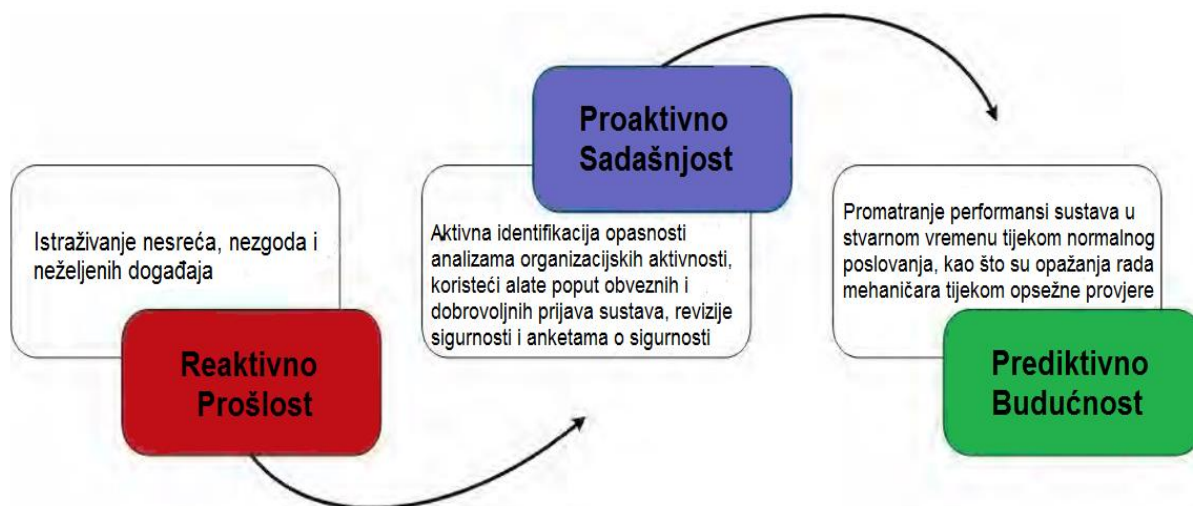 Istraživanje nesreća, nezgoda i
neželjenih događaja
Reaktivno
Prošlost
Proaktivno
Sadašnjost
Aktivna identifikacija opasnosti
analizama organizacijskih aktivnosti,
koristeći alate poput obveznih i
dobrovoljnih prijava sustava, revizije
sigurnosti i anketama o sigurnosti
Promatranje performansi sustava u
stvarnom vremenu tijekom normalnog
poslovanja, kao što su opažanja rada
mehaničara tijekom opsežne provjere
Prediktivno
Budućnost